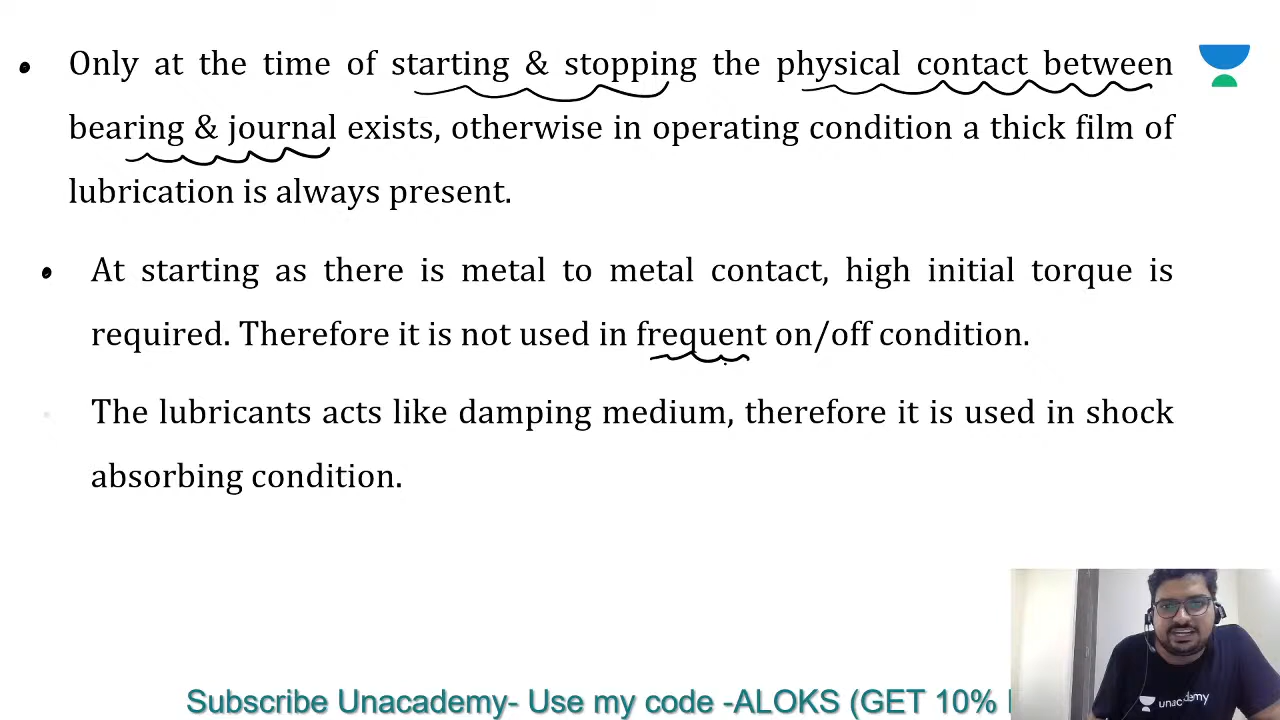 Only at the time of starting & stopping the physical contact between
bearing & journal exists, otherwise in operating condition a thick film of
lubrication is always present.
At starting as there is metal to metal contact, high initial torque is
required. Therefore it is not used in frequent on/off condition.
The lubricants acts like damping medium, therefore it is used in shock
absorbing condition.
unacademy
Subscribe Unacademy- Use my code -ALOKS (GET 10%